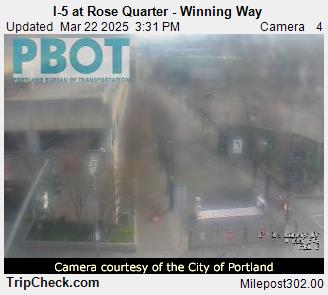 I-5 at Rose Quarter - Winning Way
Updated Mar 22 2025 3:31 PM Camera 4
PBOT
PORTLAND BUREAU OF TRANSPORTATION
Camera courtesy of the City of Portland
TripCheck.com Milepost302.00